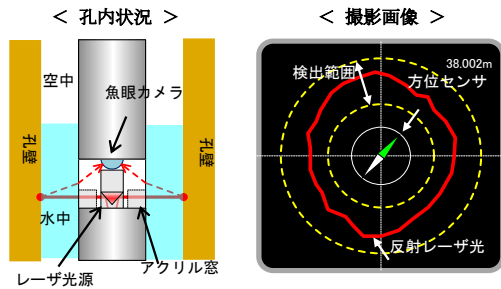 ＜ 孔内状況 ＞
空中
魚眼カメラ
孔壁
孔壁
水中
レーザ光源
アクリル窓
＜ 撮影画像 ＞
38.002m
検出範囲
方位センサ
反射レーザ光